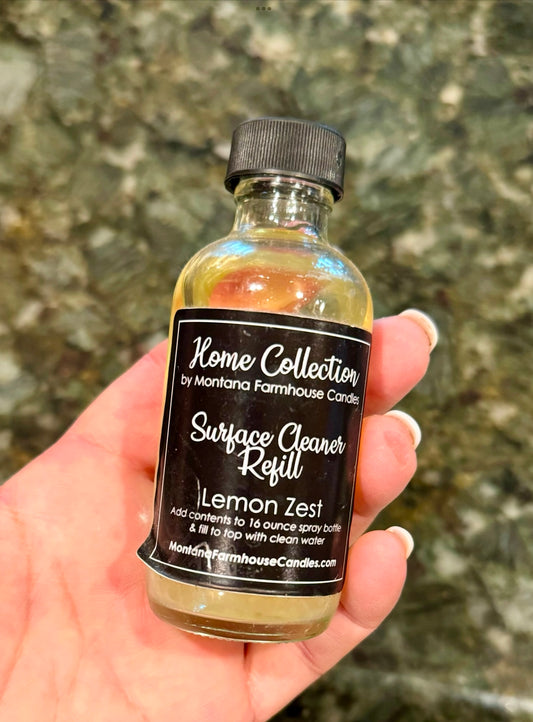 Home Collection
by Montana Farmhouse Candles
Surface Cleaner
Refill
Lemon Zest
Add contents to 16 ounce spray bottle
& fill to top with clean water
MontanaFarmhouseCandles.com